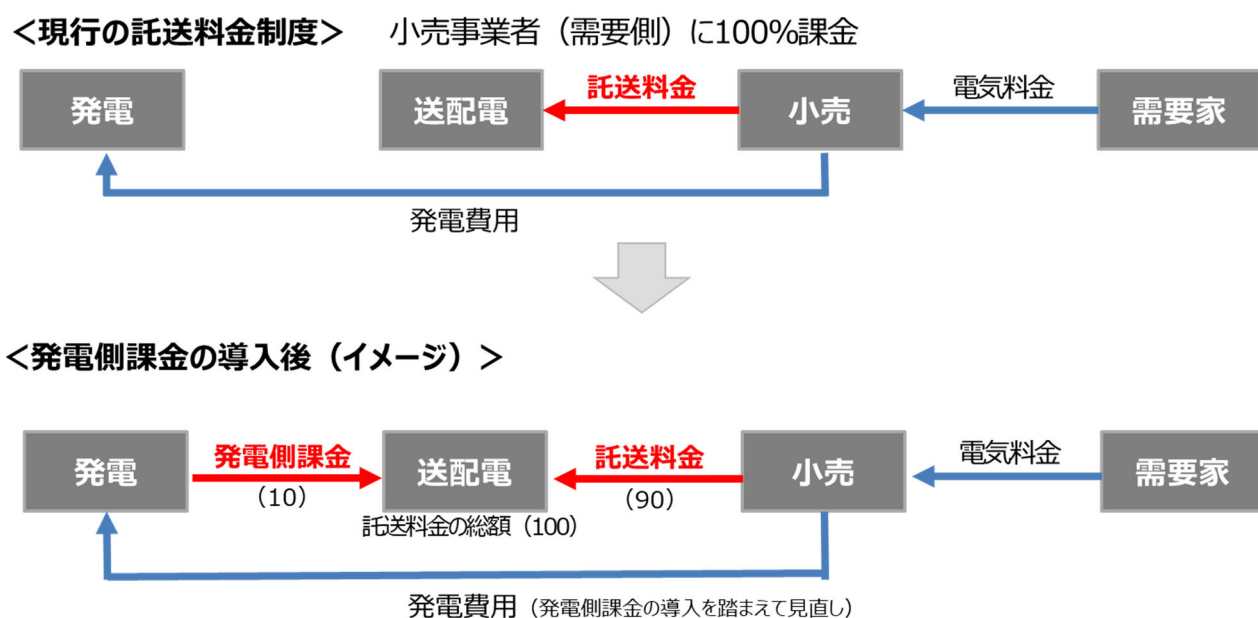 ＜現行の託送料金制度＞ 小売事業者（需要側）に100%課金
発電
送配電
託送料金
小売
電気料金
需要家
発電費用
＜発電側課金の導入後（イメージ）＞
発電
発電側課金
（10）
送配電
託送料金の総額（100）
託送料金
（90）
小売
電気料金
需要家
発電費用（発電側課金の導入を踏まえて見直し）